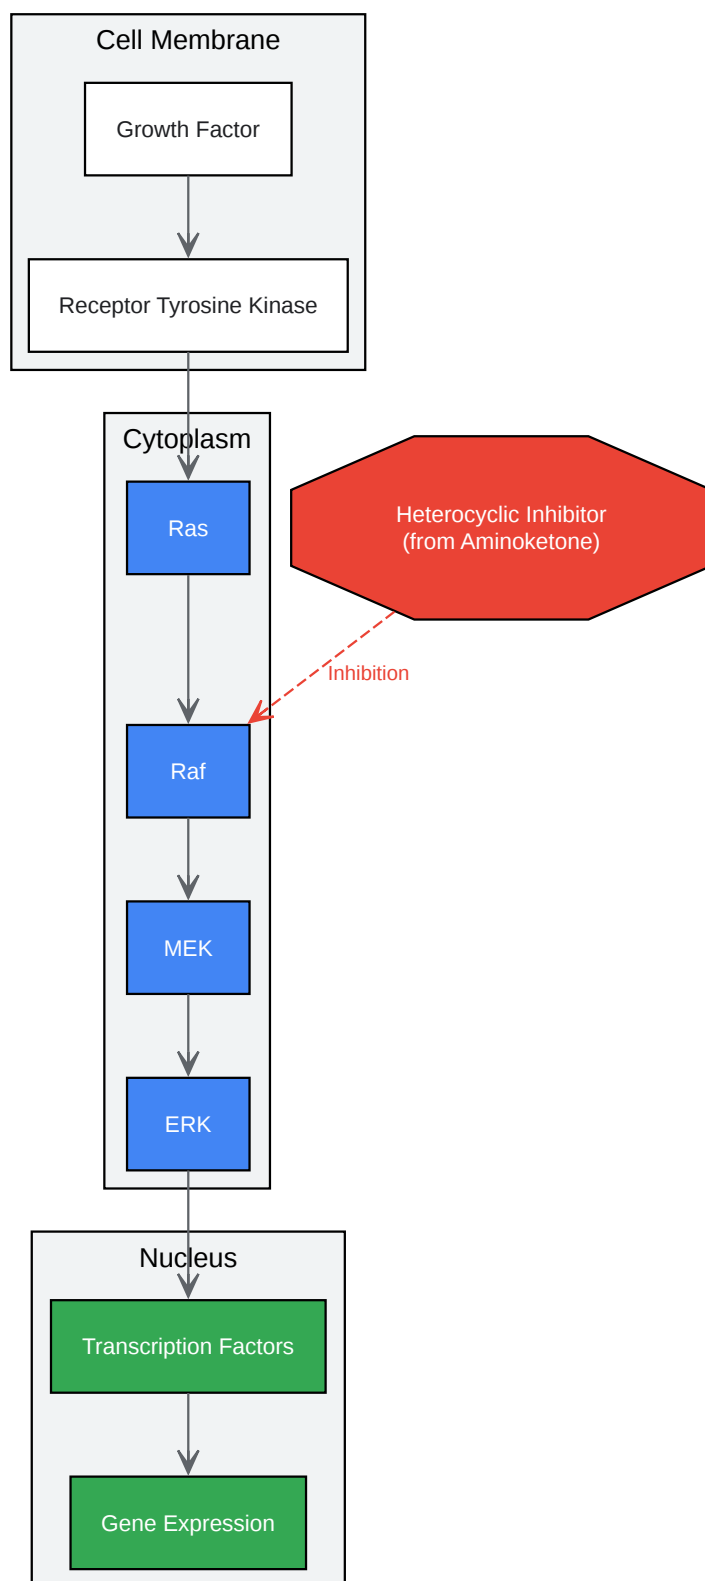 Cell Membrane
Growth Factor
Receptor Tyrosine Kinase
Cytoplasm
Ras
Heterocyclic Inhibitor
(from Aminoketone)
Inhibition
Raf
MEK
ERK
Nucleus
Transcription Factors
Gene Expression